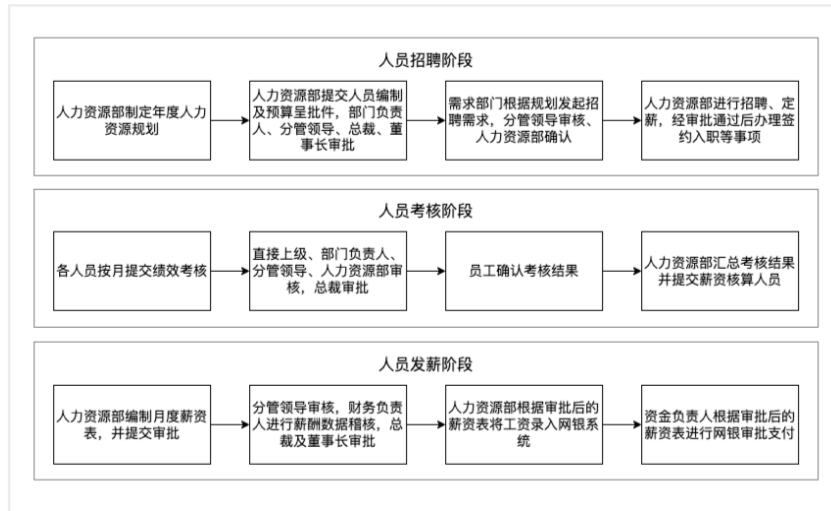 人员招聘阶段
人力资源部制定年度人力
资源规划
人力资源部提交人员编制
及预算呈批件，部门负责
人、分管领导、总裁、董
事长审批
需求部门根据规划发起招
聘需求，分管领导审核、
人力资源部确认
人力资源部进行招聘、定
薪，经审批通过后办理签
约入职等事项
人员考核阶段
各人员按月提交绩效考核
直接上级、部门负责人、
分管领导、人力资源部审
核，总裁审批
员工确认考核结果
人力资源部汇总考核结果
并提交薪资核算人员
人员发薪阶段
人力资源部编制月度薪资
表，并提交审批
分管领导审核，财务负责
人进行薪酬数据稽核，总
裁及董事长审批
人力资源部根据审批后的
薪资表将工资录入网银系
统
资金负责人根据审批后的
薪资表进行网银审批支付